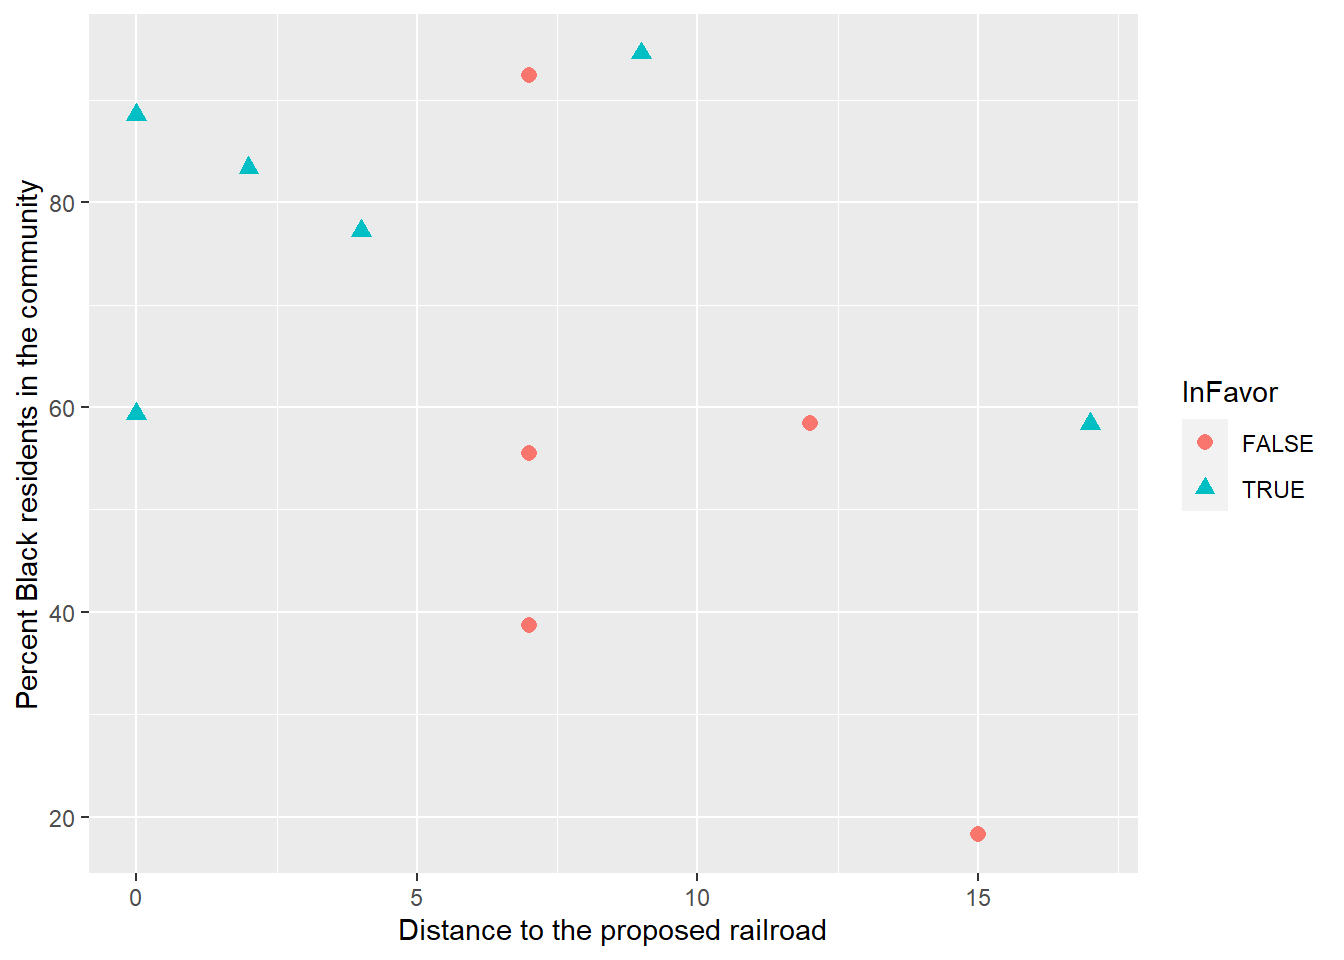 80
60
40
20
Percent Black residents in the community
0 5 10 15
Distance to the proposed railroad
InFavor
FALSE
TRUE